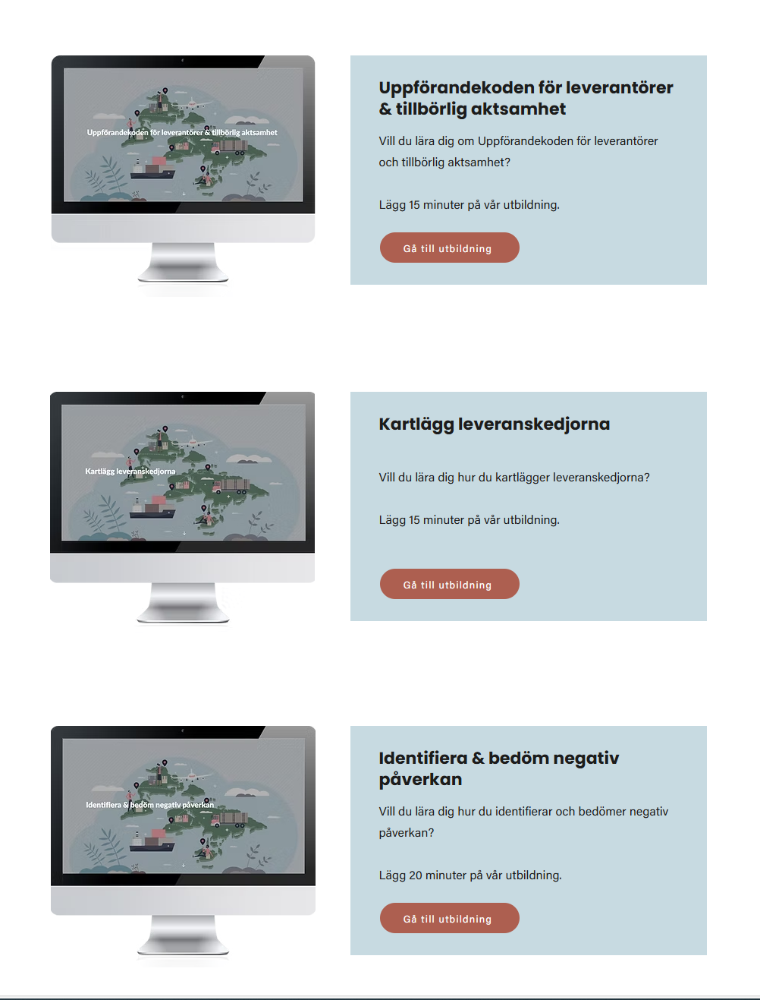 Uppförandekoden för leverantörer & tillbörlig aktsamhet
Uppförandekoden för leverantörer
& tillbörlig aktsamhet
Vill du lära dig om Uppförandekoden för leverantörer
och tillbörlig aktsamhet?
Lägg 15 minuter på vår utbildning.
Gå till utbildning
Kartlägg leveranskedjorna
Kartlägg leveranskedjorna
Vill du lära dig hur du kartlägger leveranskedjorna?
Lägg 15 minuter på vår utbildning.
Gå till utbildning
Identifiera & bedöm negativ påverkan
Identifiera & bedöm negativ
påverkan
Vill du lära dig hur du identifierar och bedömer negativ
påverkan?
Lägg 20 minuter på vår utbildning.
Gå till utbildning